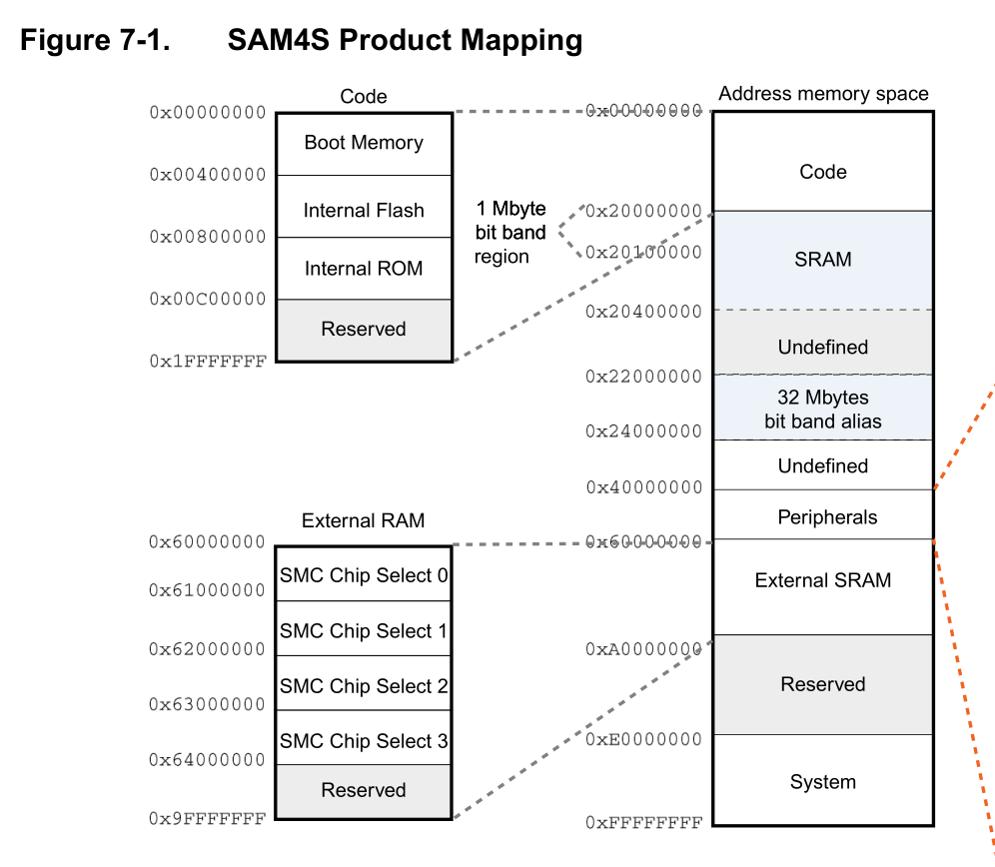 Figure 7-1. SAM4S Product Mapping
Code
0x00000000
Boot Memory
0x00400000
Internal Flash
0x00800000
Internal ROM
0x00C00000
Reserved
0x1FFFFFFF
1 Mbyte
bit band
region
External RAM
0x60000000
SMC Chip Select 0
0x61000000
SMC Chip Select 1
0x62000000
SMC Chip Select 2
0x63000000
SMC Chip Select 3
0x64000000
Reserved
0x9FFFFFFF
Address memory space
0x00000000
Code
0x20000000
0x20100000
SRAM
0x20400000
Undefined
0x22000000
32 Mbytes
bit band alias
0x24000000
Undefined
0x40000000
Peripherals
0x60000000
External SRAM
0xA0000000
Reserved
0xE0000000
System
0xFFFFFFFF